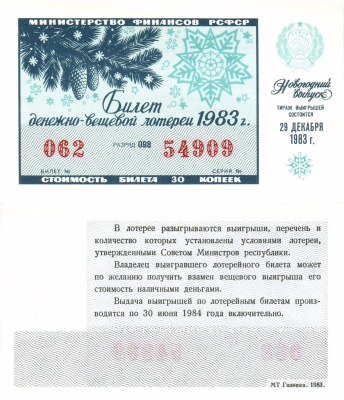 МИНИСТЕРСТВО ФИНАНСОВ РСФСР
Билет
денежно-вещевой лотереи 1983 г.
062 РАЗРЯД 098 54909
БИЛЕТ № СЕРИЯ №
СТОИМОСТЬ БИЛЕТА 30 КОПЕЕК
Новогодний
выпуск
ТИРАЖ ВЫИГРЫШЕЙ
СОСТОИТСЯ
29 ДЕКАБРЯ
1983 г.
В лотерее разыгрываются выигрыши, перечень и
количество которых установлены условиями лотереи,
утвержденными Советом Министров республики.
Владелец выигравшего лотерейного билета может
по желанию получить взамен вещевого выигрыша его
стоимость наличными деньгами.
Выдача выигрышей по лотерейным билетам произ-
водится по 30 июня 1984 года включительно.
54909 062
МТ Гознака. 1983.